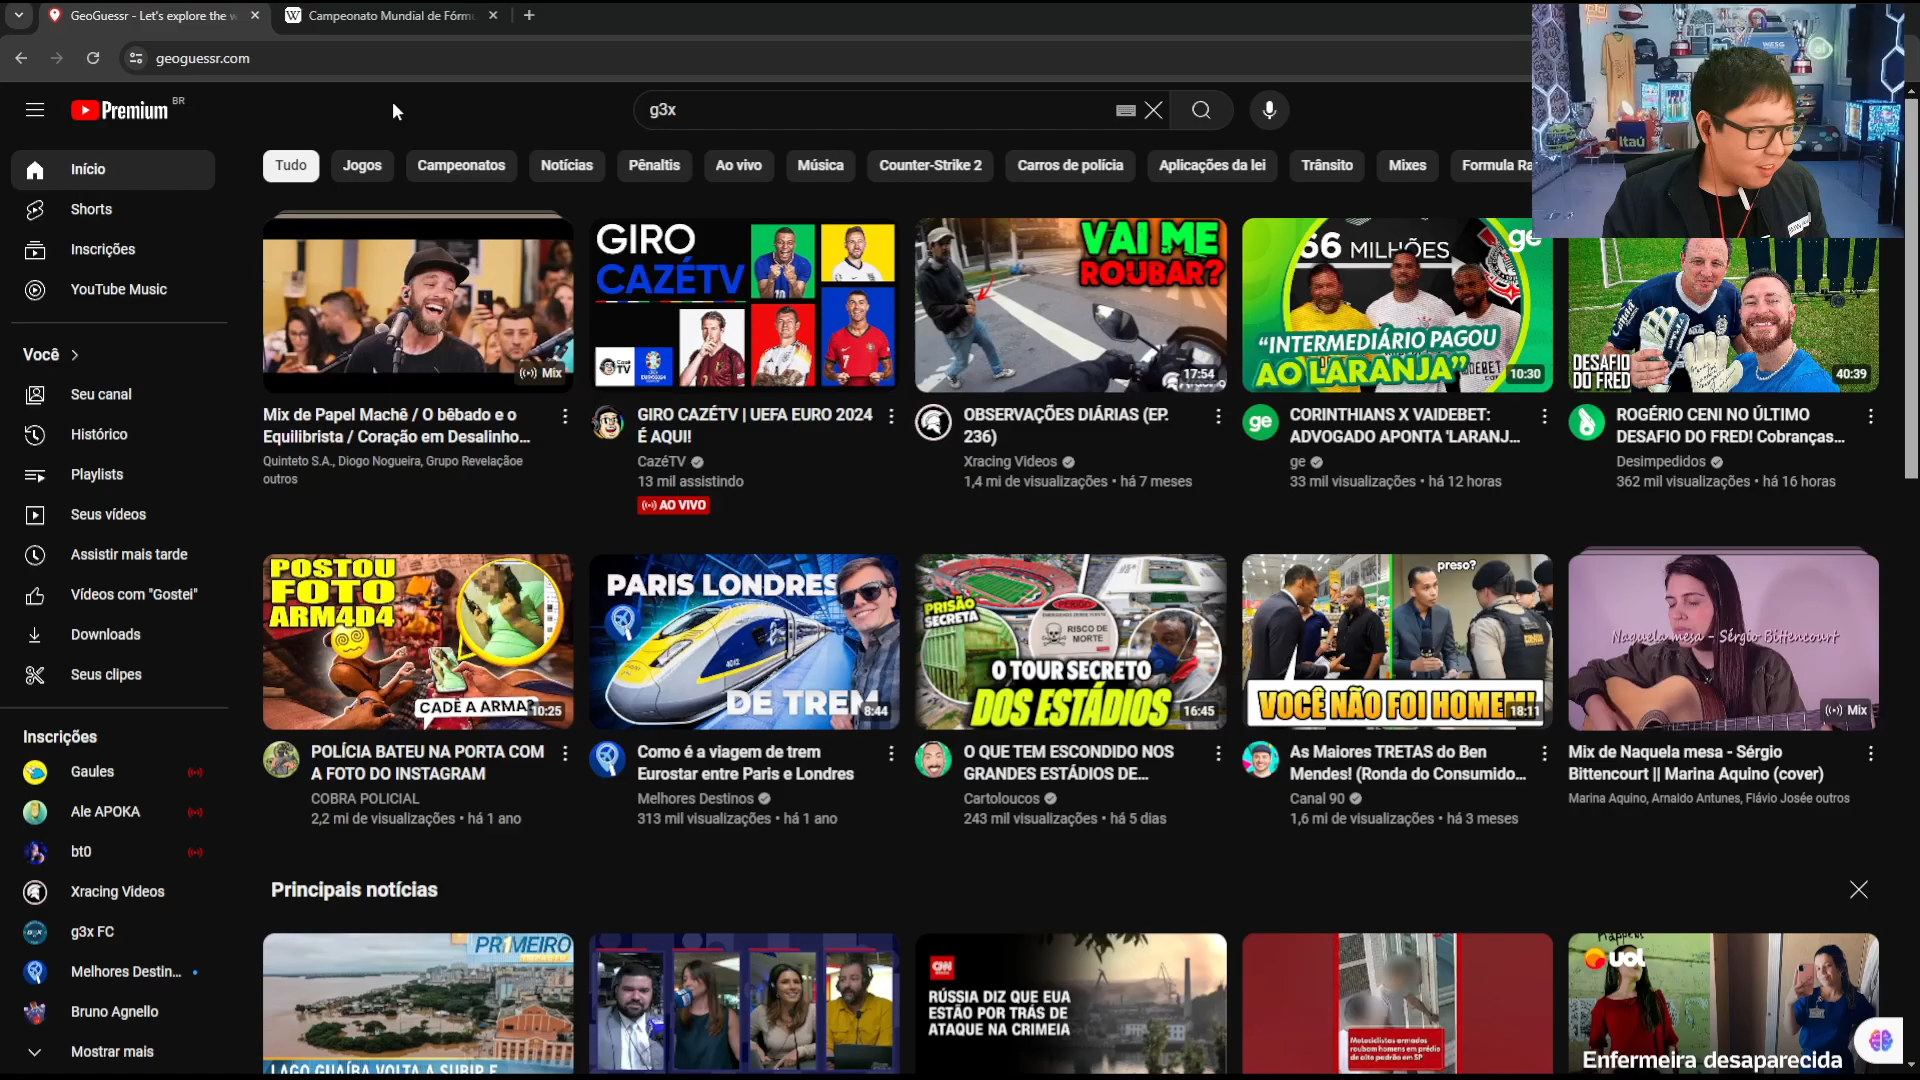 GeoGuessr - Let's explore the w
Campeonato Mundial de Fórmu
geoguessr.com
Premium
BR
g3x
Tudo
Jogos
Campeonatos
Notícias
Pênaltis
Ao vivo
Música
Counter-Strike 2
Carros de polícia
Aplicações da lei
Trânsito
Mixes
Formula Ra
Início
Shorts
Inscrições
YouTube Music
Você
Seu canal
Histórico
Playlists
Seus vídeos
Assistir mais tarde
Vídeos com "Gostei"
Downloads
Seus clipes
Inscrições
Gaules
Ale APOKA
bt0
Xracing Videos
g3x FC
Melhores Destin...
Bruno Agnello
Mostrar mais
Itaú
Mix
Mix de Papel Machê / O bêbado e o
Equilibrista / Coração em Desalinho...
Quinteto S.A., Diogo Nogueira, Grupo Revelaçãoe
outros
GIRO
CAZÉTV
GIRO CAZÉTV | UEFA EURO 2024
É AQUI!
CazéTV
13 mil assistindo
AO VIVO
VAI ME
ROUBAR?
17:54
OBSERVAÇÕES DIÁRIAS (EP.
236)
Xracing Videos
1,4 mi de visualizações • há 7 meses
66 MILHÕES
ge
"INTERMEDIÁRIO PAGOU
AO LARANJA"
10:30
ge
CORINTHIANS X VAIDEBET:
ADVOGADO APONTA 'LARANJ...
ge
33 mil visualizações • há 12 horas
DESAFIO
DO FRED
40:39
ROGÉRIO CENI NO ÚLTIMO
DESAFIO DO FRED! Cobranças...
Desimpedidos
362 mil visualizações • há 16 horas
POSTOU
FOTO
ARM4D4
CADÊ A ARMA?
10:25
POLÍCIA BATEU NA PORTA COM
A FOTO DO INSTAGRAM
COBRA POLICIAL
2,2 mi de visualizações • há 1 ano
PARIS LONDRES
DE TREM
8:44
Como é a viagem de trem
Eurostar entre Paris e Londres
Melhores Destinos
313 mil visualizações • há 1 ano
PRISÃO
SECRETA
PERIGO
RISCO DE
MORTE
O TOUR SECRETO
DOS ESTÁDIOS
16:45
O QUE TEM ESCONDIDO NOS
GRANDES ESTÁDIOS DE...
Cartoloucos
243 mil visualizações • há 5 dias
preso?
VOCÊ NÃO FOI HOMEM!
18:11
As Maiores TRETAS do Ben
Mendes! (Ronda do Consumido...
Canal 90
1,6 mi de visualizações • há 3 meses
Naquela mesa - Sérgio Bittencourt
Mix
Mix de Naquela mesa - Sérgio
Bittencourt || Marina Aquino (cover)
Marina Aquino, Arnaldo Antunes, Flávio Josée outros
Principais notícias
PR1MEIRO
IMPACTO
LAGO GUAÍBA VOLTA A SUBIR E
CNN
RÚSSIA DIZ QUE EUA
ESTÃO POR TRÁS DE
ATAQUE NA CRIMEIA
Motociclistas armados
roubam homens em prédio
de alto padrão em SP
uol
Enfermeira desaparecida